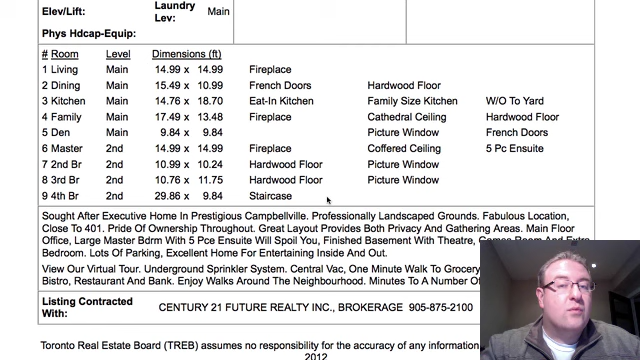 Elev/Lift:
Laundry Lev: Main
Phys Hdcap-Equip:
# Room Level Dimensions (ft)
1 Living Main 14.99 x 14.99 Fireplace
2 Dining Main 15.49 x 10.99 French Doors Hardwood Floor
3 Kitchen Main 14.76 x 18.70 Eat-In Kitchen Family Size Kitchen W/O To Yard
4 Family Main 17.49 x 13.48 Fireplace Cathedral Ceiling Hardwood Floor
5 Den Main 9.84 x 9.84 Picture Window French Doors
6 Master 2nd 14.99 x 14.99 Fireplace Coffered Ceiling 5 Pc Ensuite
7 2nd Br 2nd 10.99 x 10.24 Hardwood Floor Picture Window
8 3rd Br 2nd 10.76 x 11.75 Hardwood Floor Picture Window
9 4th Br 2nd 29.86 x 9.84 Staircase
Sought After Executive Home In Prestigious Campbellville. Professionally Landscaped Grounds. Fabulous Location,
Close To 401. Pride Of Ownership Throughout. Great Layout Provides Both Privacy And Gathering Areas. Main Floor
Office, Large Master Bdrm With 5 Pce Ensuite Will Spoil You, Finished Basement With Theatre, Games Room And Extra
Bedroom. Lots Of Parking, Excellent Home For Entertaining Inside And Out.
View Our Virtual Tour. Underground Sprinkler System. Central Vac, One Minute Walk To Grocery
Bistro, Restaurant And Bank. Enjoy Walks Around The Neighbourhood. Minutes To A Number Of
Listing Contracted With: CENTURY 21 FUTURE REALTY INC., BROKERAGE 905-875-2100
Toronto Real Estate Board (TREB) assumes no responsibility for the accuracy of any information
2012